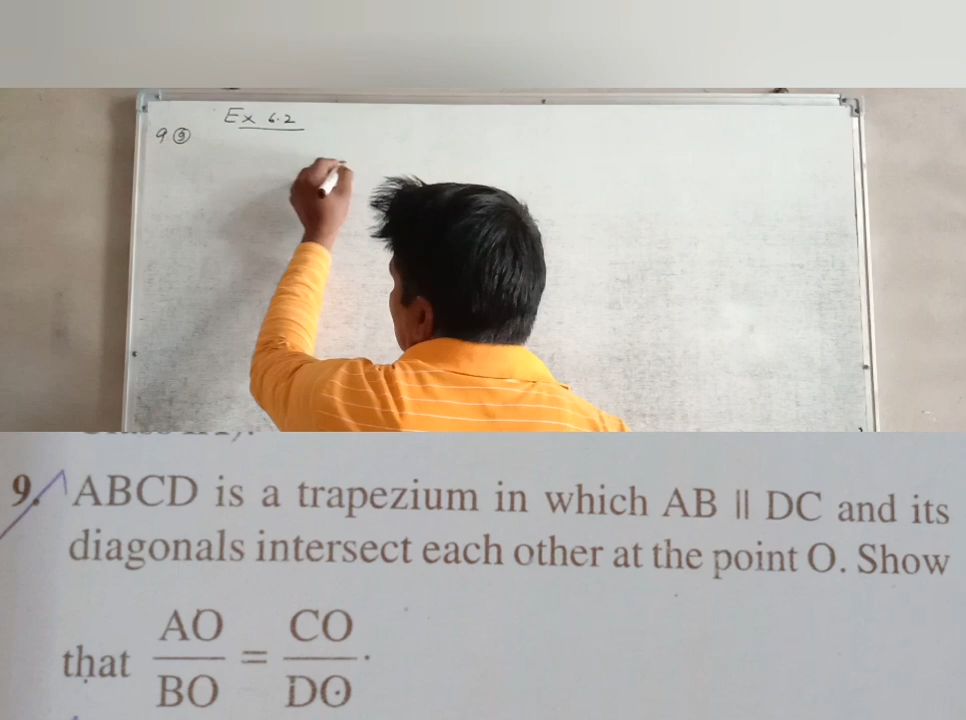 Ex 6.2
9 ⑨
9. ABCD is a trapezium in which AB || DC and its
diagonals intersect each other at the point O. Show
that AO/BO = CO/DO.